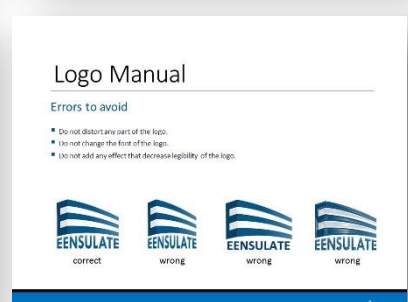 Logo Manual
Errors to avoid
Do not distort any part of the logo.
Do not change the font of the logo.
Do not add any effect that decrease legibility of the logo.
EENSULATE EENSULATE EENSULATE EENSULATE
correct wrong wrong wrong